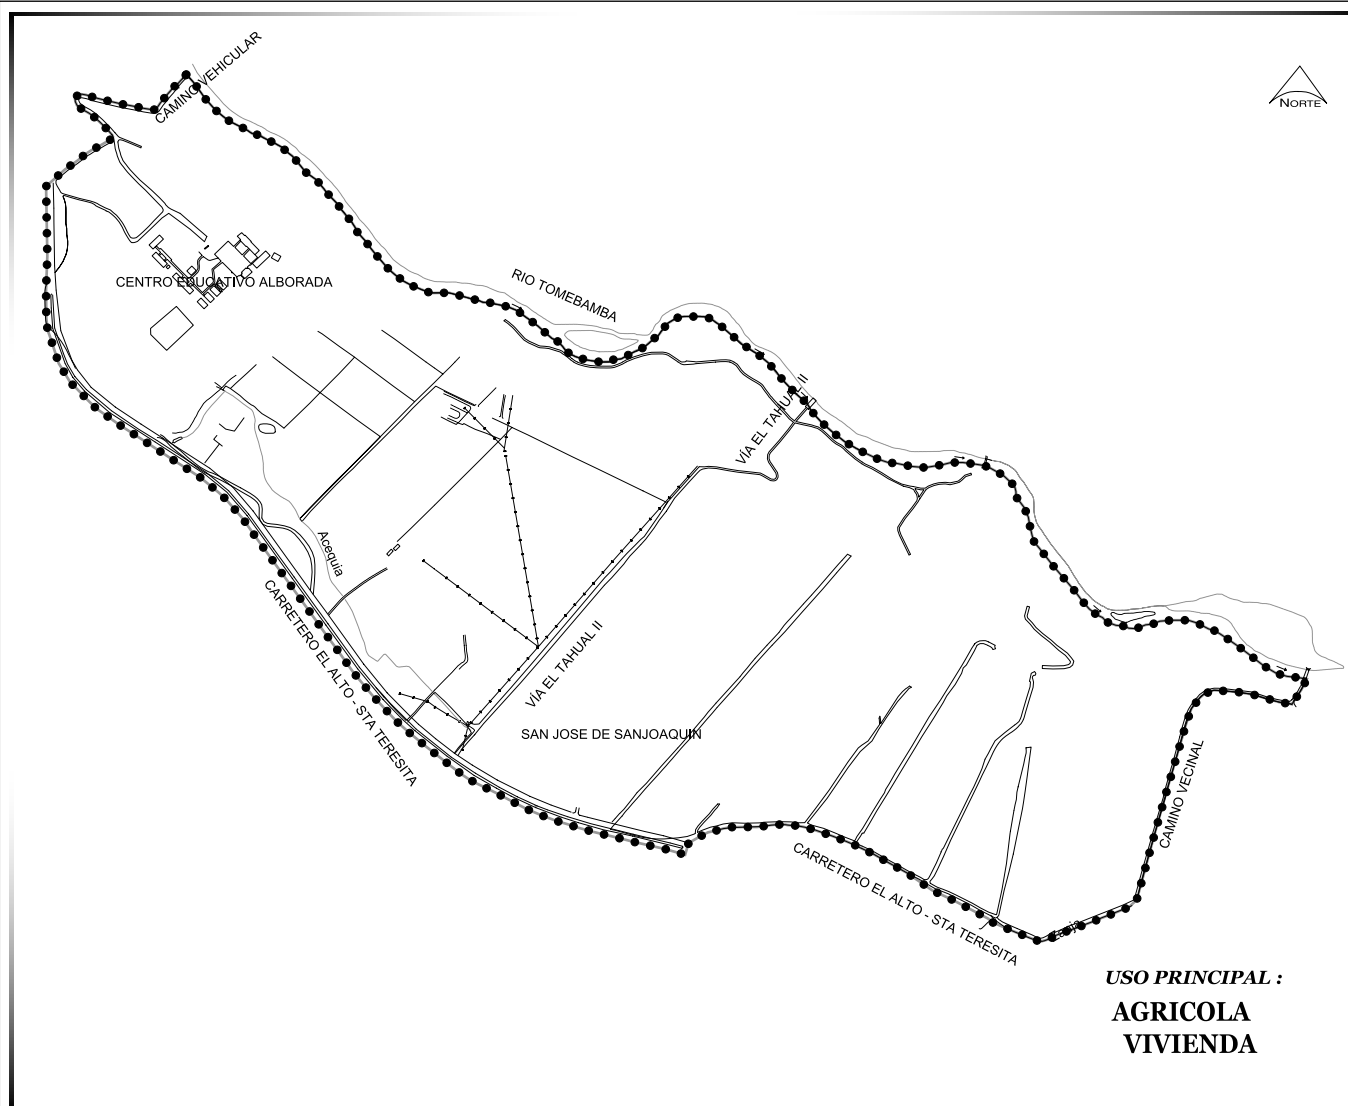 CAMINO VEHICULAR
NORTE
CENTRO EDUCATIVO ALBORADA
RIO TOMEBAMBA
VÍA EL TAHUAL II
Acequia
CARRETERO EL ALTO - STA TERESITA
VÍA EL TAHUAL II
SAN JOSE DE SANJOAQUIN
CAMINO VECINAL
CARRETERO EL ALTO - STA TERESITA
USO PRINCIPAL :
AGRICOLA
VIVIENDA